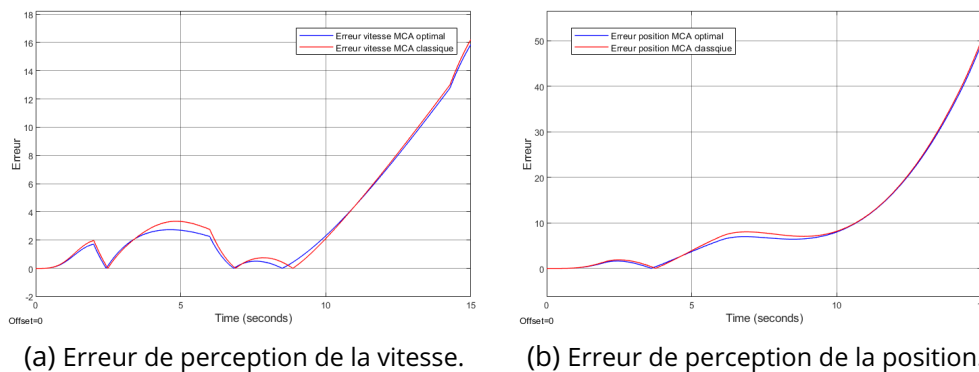 18
16
14
12
10
8
6
4
2
0
-2
Erreur
Erreur vitesse MCA optimal
Erreur vitesse MCA classique
0
5
10
15
Offset=0
Time (seconds)
(a) Erreur de perception de la vitesse.
50
40
30
20
10
0
Erreur
Erreur position MCA optimal
Erreur position MCA classqiue
0
5
10
15
Offset=0
Time (seconds)
(b) Erreur de perception de la position